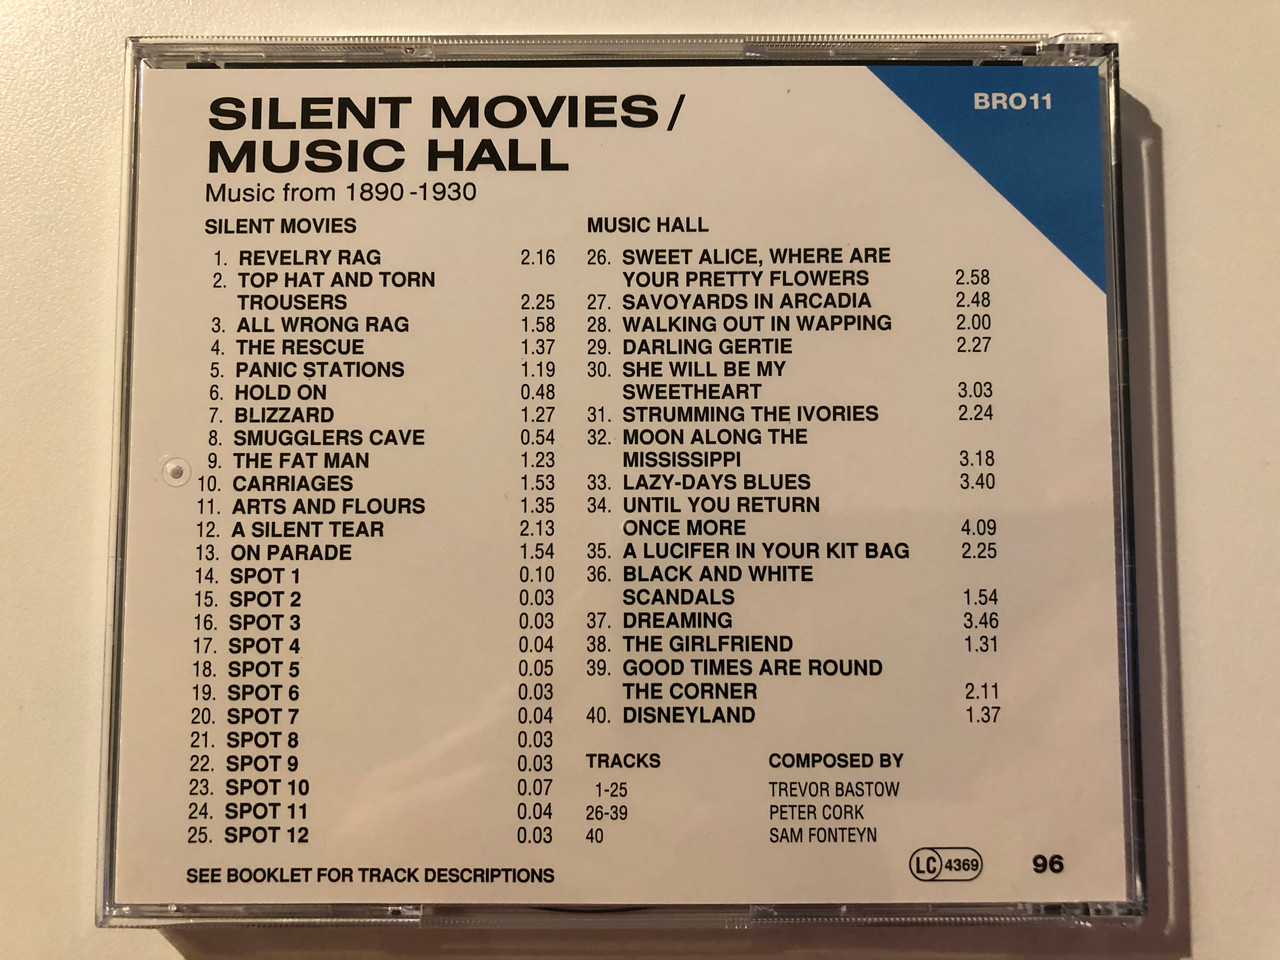 BRO11
SILENT MOVIES/
MUSIC HALL
Music from 1890-1930
SILENT MOVIES
1. REVELRY RAG 2.16
2. TOP HAT AND TORN
TROUSERS 2.25
3. ALL WRONG RAG 1.58
4. THE RESCUE 1.37
5. PANIC STATIONS 1.19
6. HOLD ON 0.48
7. BLIZZARD 1.27
8. SMUGGLERS CAVE 0.54
9. THE FAT MAN 1.23
10. CARRIAGES 1.53
11. ARTS AND FLOURS 1.35
12. A SILENT TEAR 2.13
13. ON PARADE 1.54
14. SPOT 1 0.10
15. SPOT 2 0.03
16. SPOT 3 0.03
17. SPOT 4 0.04
18. SPOT 5 0.05
19. SPOT 6 0.03
20. SPOT 7 0.04
21. SPOT 8 0.03
22. SPOT 9 0.03
23. SPOT 10 0.07
24. SPOT 11 0.04
25. SPOT 12 0.03
SEE BOOKLET FOR TRACK DESCRIPTIONS
MUSIC HALL
26. SWEET ALICE, WHERE ARE
YOUR PRETTY FLOWERS 2.58
27. SAVOYARDS IN ARCADIA 2.48
28. WALKING OUT IN WAPPING 2.00
29. DARLING GERTIE 2.27
30. SHE WILL BE MY
SWEETHEART 3.03
31. STRUMMING THE IVORIES 2.24
32. MOON ALONG THE
MISSISSIPPI 3.18
33. LAZY-DAYS BLUES 3.40
34. UNTIL YOU RETURN
ONCE MORE 4.09
35. A LUCIFER IN YOUR KIT BAG 2.25
36. BLACK AND WHITE
SCANDALS 1.54
37. DREAMING 3.46
38. THE GIRLFRIEND 1.31
39. GOOD TIMES ARE ROUND
THE CORNER 2.11
40. DISNEYLAND 1.37
TRACKS COMPOSED BY
1-25 TREVOR BASTOW
26-39 PETER CORK
40 SAM FONTEYN
LC 4369
96